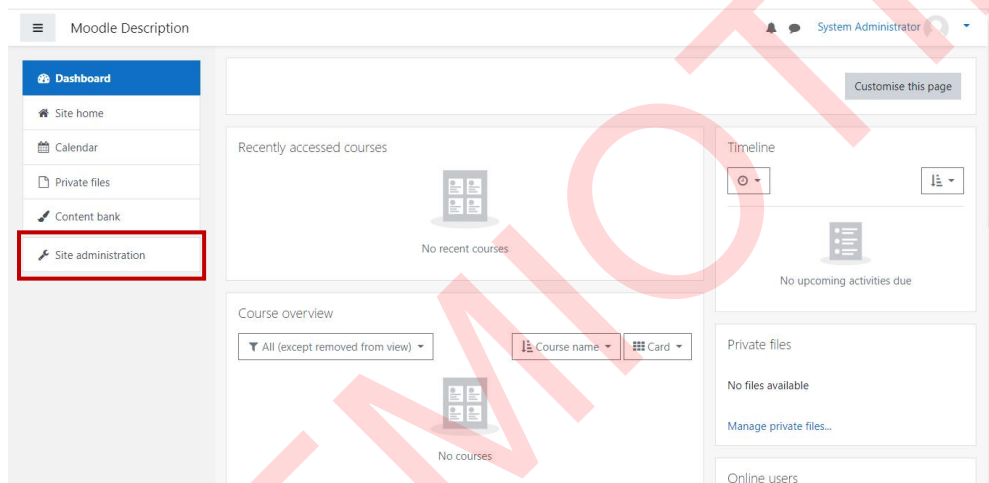 Moodle Description
System Administrator
Dashboard
Site home
Calendar
Private files
Content bank
Site administration
Customise this page
Recently accessed courses
No recent courses
Timeline
No upcoming activities due
Course overview
All (except removed from view)
Course name
Card
No courses
Private files
No files available
Manage private files...
Online users